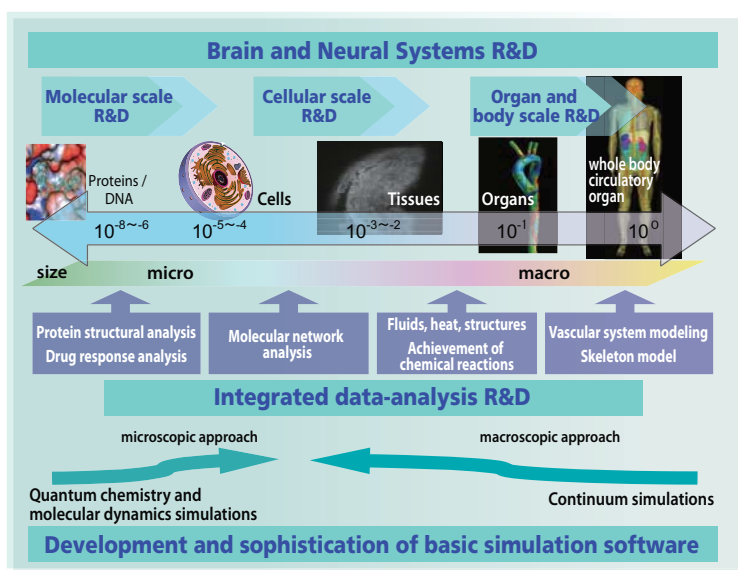 Brain and Neural Systems R&D
Molecular scale
R&D
Cellular scale
R&D
Organ and
body scale R&D
Proteins /
DNA
Cells
Tissues
Organs
whole body
circulatory
organ
10-8~-6
10-5~-4
10-3~-2
10-1
100
size
micro
macro
Protein structural analysis
Drug response analysis
Molecular network
analysis
Fluids, heat, structures
Achievement of
chemical reactions
Vascular system modeling
Skeleton model
Integrated data-analysis R&D
microscopic approach
macroscopic approach
Quantum chemistry and
molecular dynamics simulations
Continuum simulations
Development and sophistication of basic simulation software